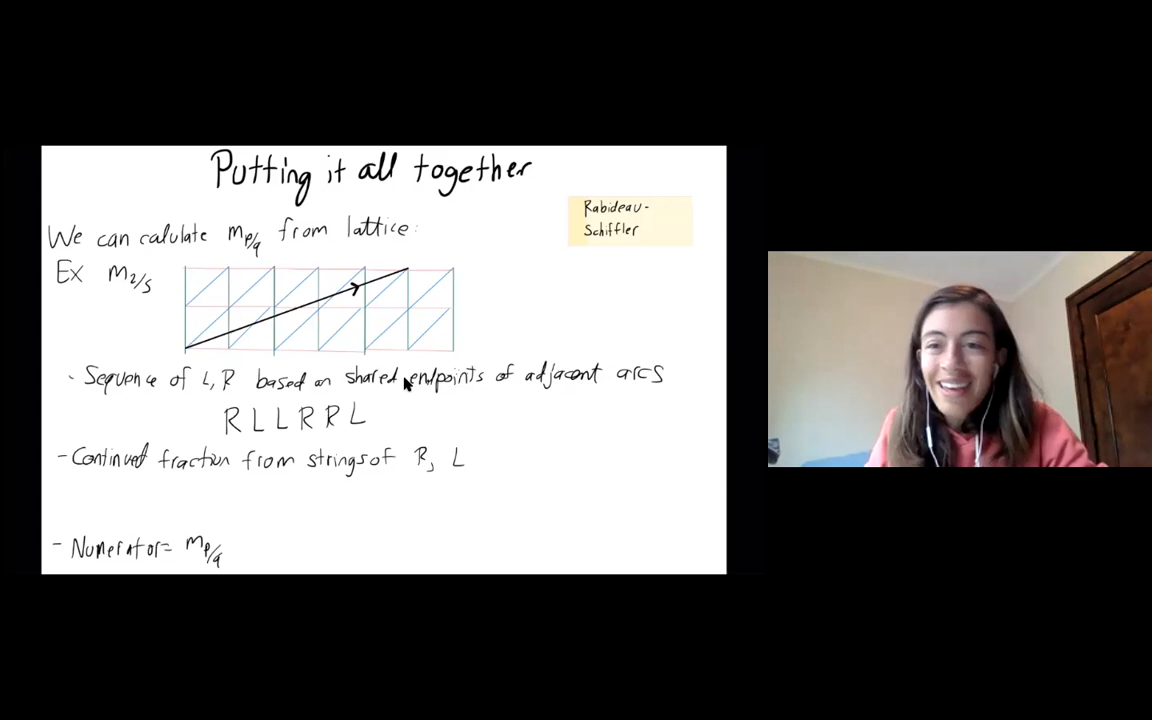 Putting it all together
Rabideau-
Schiffler
We can calulate m_{p/q} from lattice:
Ex m_{2/5}
- Sequence of L, R based on shared endpoints of adjacent arcs
R L L R R L
- Continued fraction from strings of R, L
- Numerator = m_{p/q}